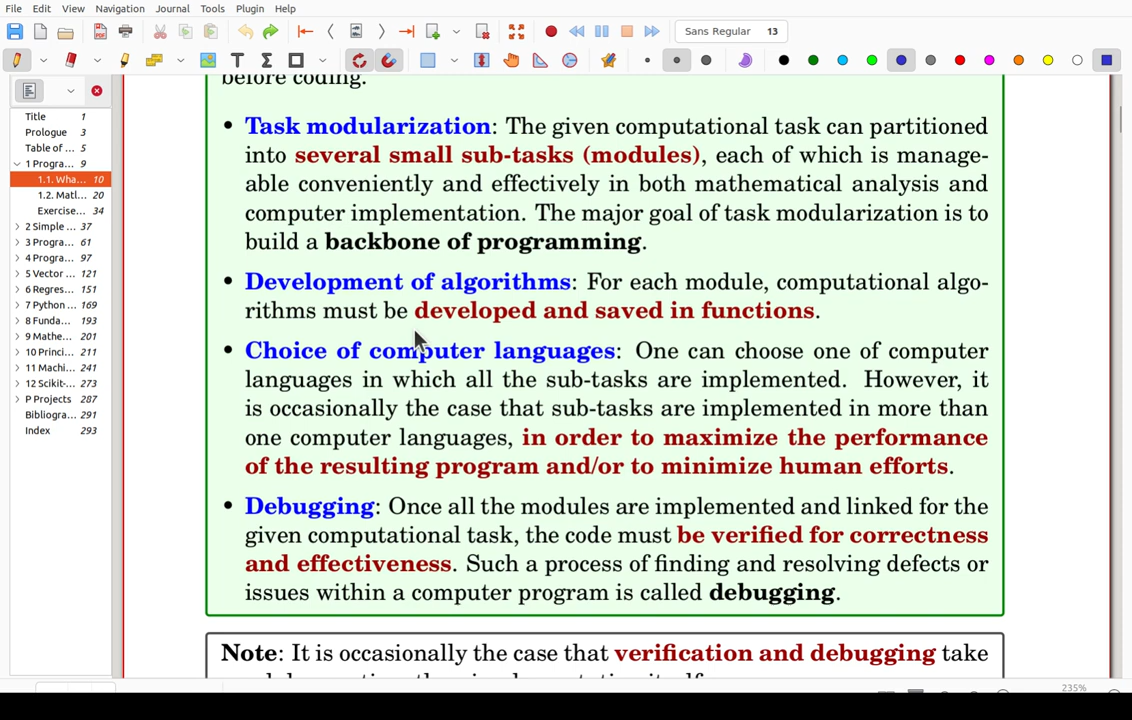 File Edit View Navigation Journal Tools Plugin Help
Sans Regular 13
Title 1
Prologue 3
Table of ... 5
1 Progra... 9
1.1. Wha... 10
1.2. Matl... 20
Exercise... 34
2 Simple ... 37
3 Progra... 61
4 Progra... 97
5 Vector ... 121
6 Regres... 151
7 Python ... 169
8 Funda... 193
9 Mathe... 201
10 Princi... 211
11 Machi... 241
12 Scikit-... 273
P Projects 287
Bibliogra... 291
Index 293
before coding.
• Task modularization: The given computational task can partitioned
into several small sub-tasks (modules), each of which is manage-
able conveniently and effectively in both mathematical analysis and
computer implementation. The major goal of task modularization is to
build a backbone of programming.
• Development of algorithms: For each module, computational algo-
rithms must be developed and saved in functions.
• Choice of computer languages: One can choose one of computer
languages in which all the sub-tasks are implemented. However, it
is occasionally the case that sub-tasks are implemented in more than
one computer languages, in order to maximize the performance
of the resulting program and/or to minimize human efforts.
• Debugging: Once all the modules are implemented and linked for the
given computational task, the code must be verified for correctness
and effectiveness. Such a process of finding and resolving defects or
issues within a computer program is called debugging.
Note: It is occasionally the case that verification and debugging take
235%